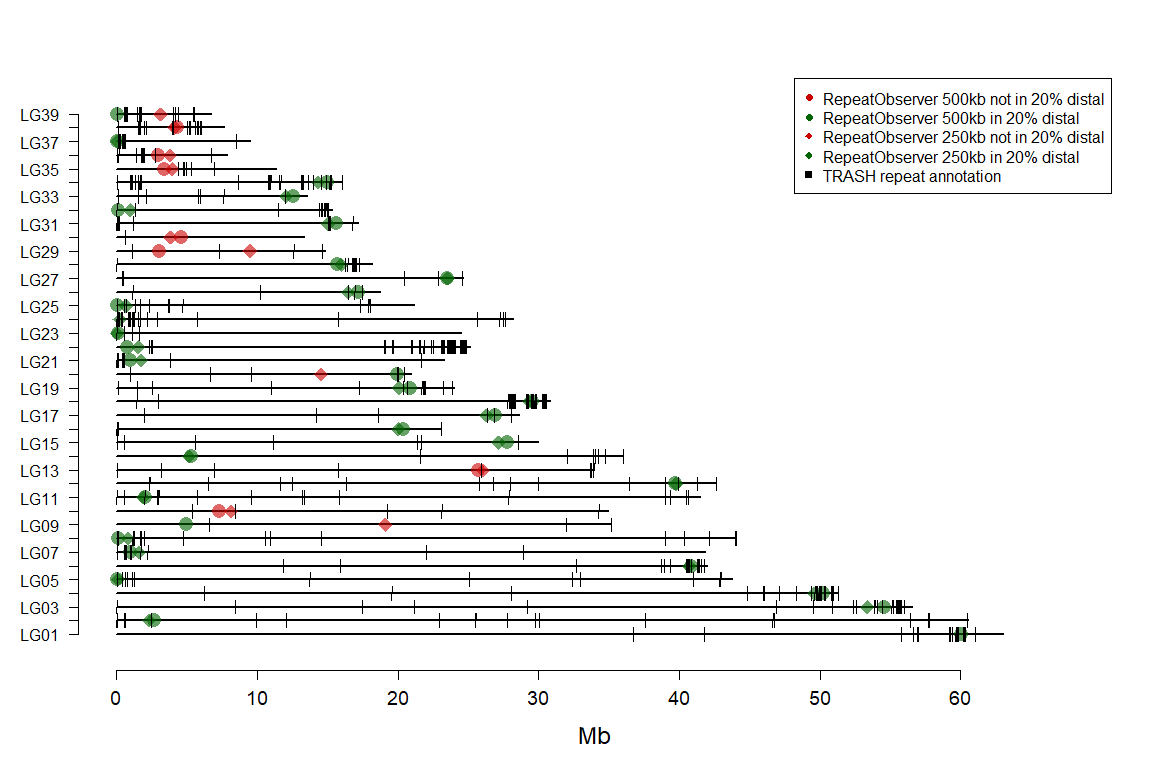 RepeatObserver 500kb not in 20% distal
RepeatObserver 500kb in 20% distal
RepeatObserver 250kb not in 20% distal
RepeatObserver 250kb in 20% distal
TRASH repeat annotation
LG39
LG37
LG35
LG33
LG31
LG29
LG27
LG25
LG23
LG21
LG19
LG17
LG15
LG13
LG11
LG09
LG07
LG05
LG03
LG01
0 10 20 30 40 50 60
Mb